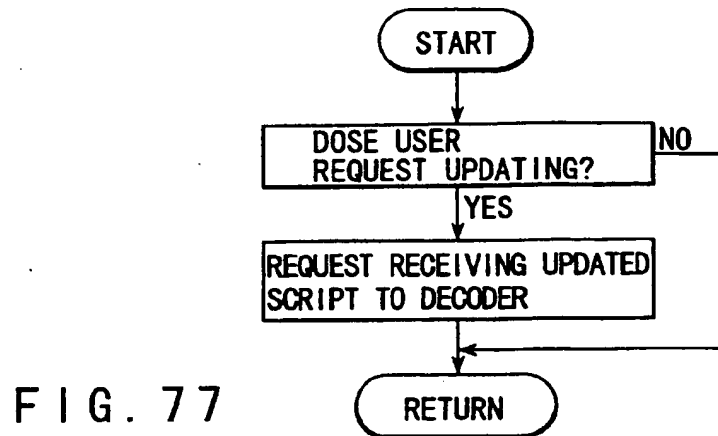 START
DOSE USER
REQUEST UPDATING?
NO
YES
REQUEST RECEIVING UPDATED
SCRIPT TO DECODER
RETURN
FIG. 77